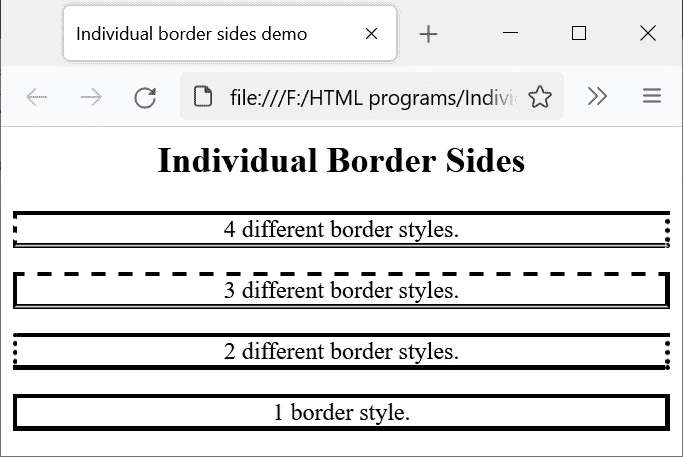 Individual border sides demo
file:///F:/HTML programs/Indivi
Individual Border Sides
4 different border styles.
3 different border styles.
2 different border styles.
1 border style.